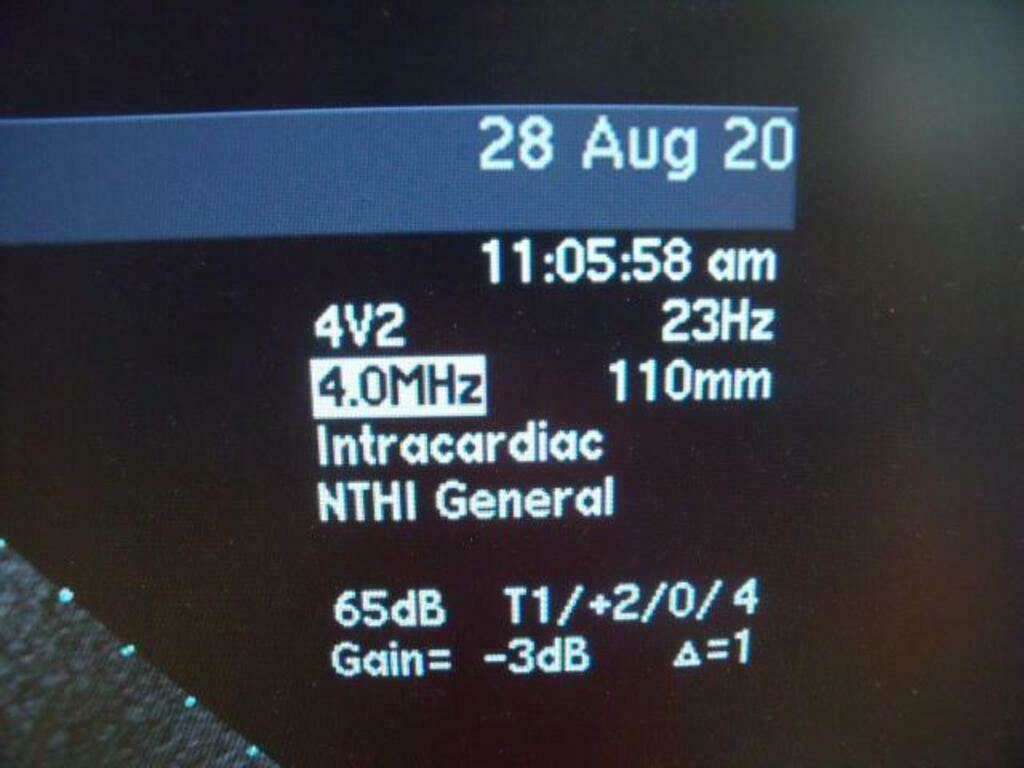 28 Aug 20
11:05:58 am
4V2 23Hz
4.0MHz 110mm
Intracardiac
NTHI General
65dB T1/+2/0/4
Gain= -3dB Δ=1